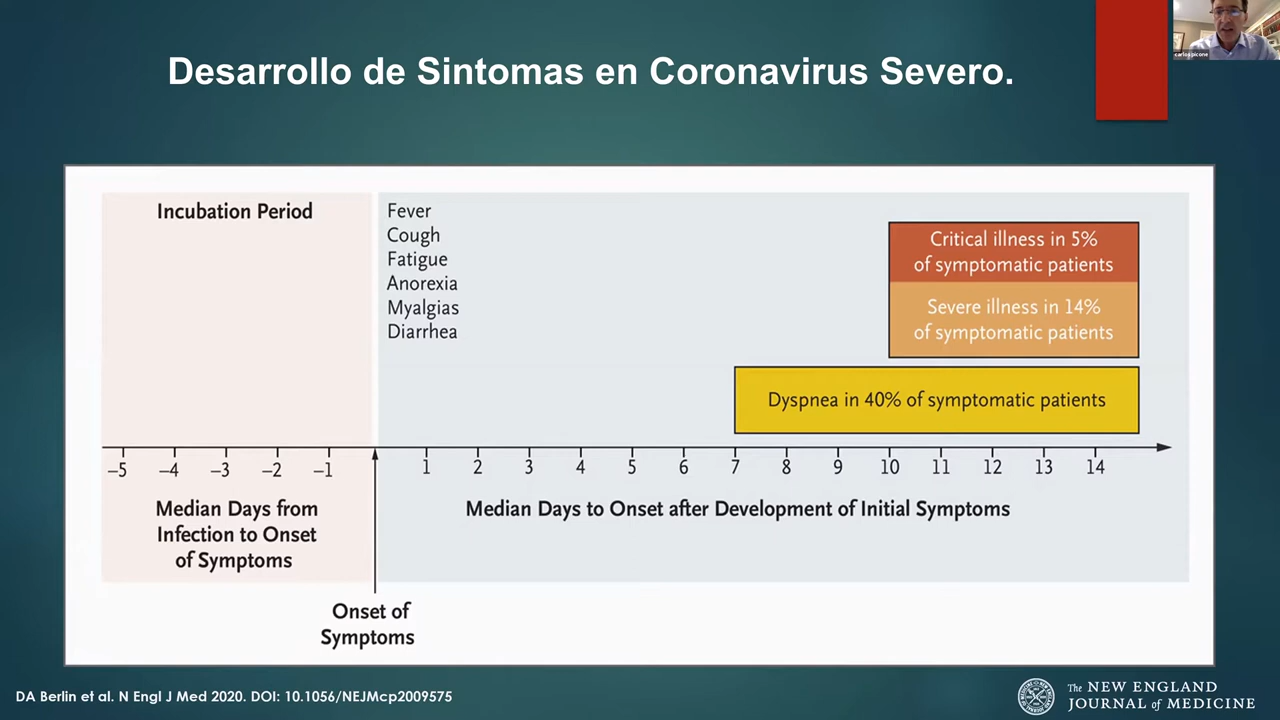 Desarrollo de Sintomas en Coronavirus Severo.
carlos picone
Incubation Period
Fever
Cough
Fatigue
Anorexia
Myalgias
Diarrhea
Critical illness in 5%
of symptomatic patients
Severe illness in 14%
of symptomatic patients
Dyspnea in 40% of symptomatic patients
–5 –4 –3 –2 –1 1 2 3 4 5 6 7 8 9 10 11 12 13 14
Median Days from
Infection to Onset
of Symptoms
Median Days to Onset after Development of Initial Symptoms
Onset of
Symptoms
DA Berlin et al. N Engl J Med 2020. DOI: 10.1056/NEJMcp2009575
The NEW ENGLAND
JOURNAL of MEDICINE